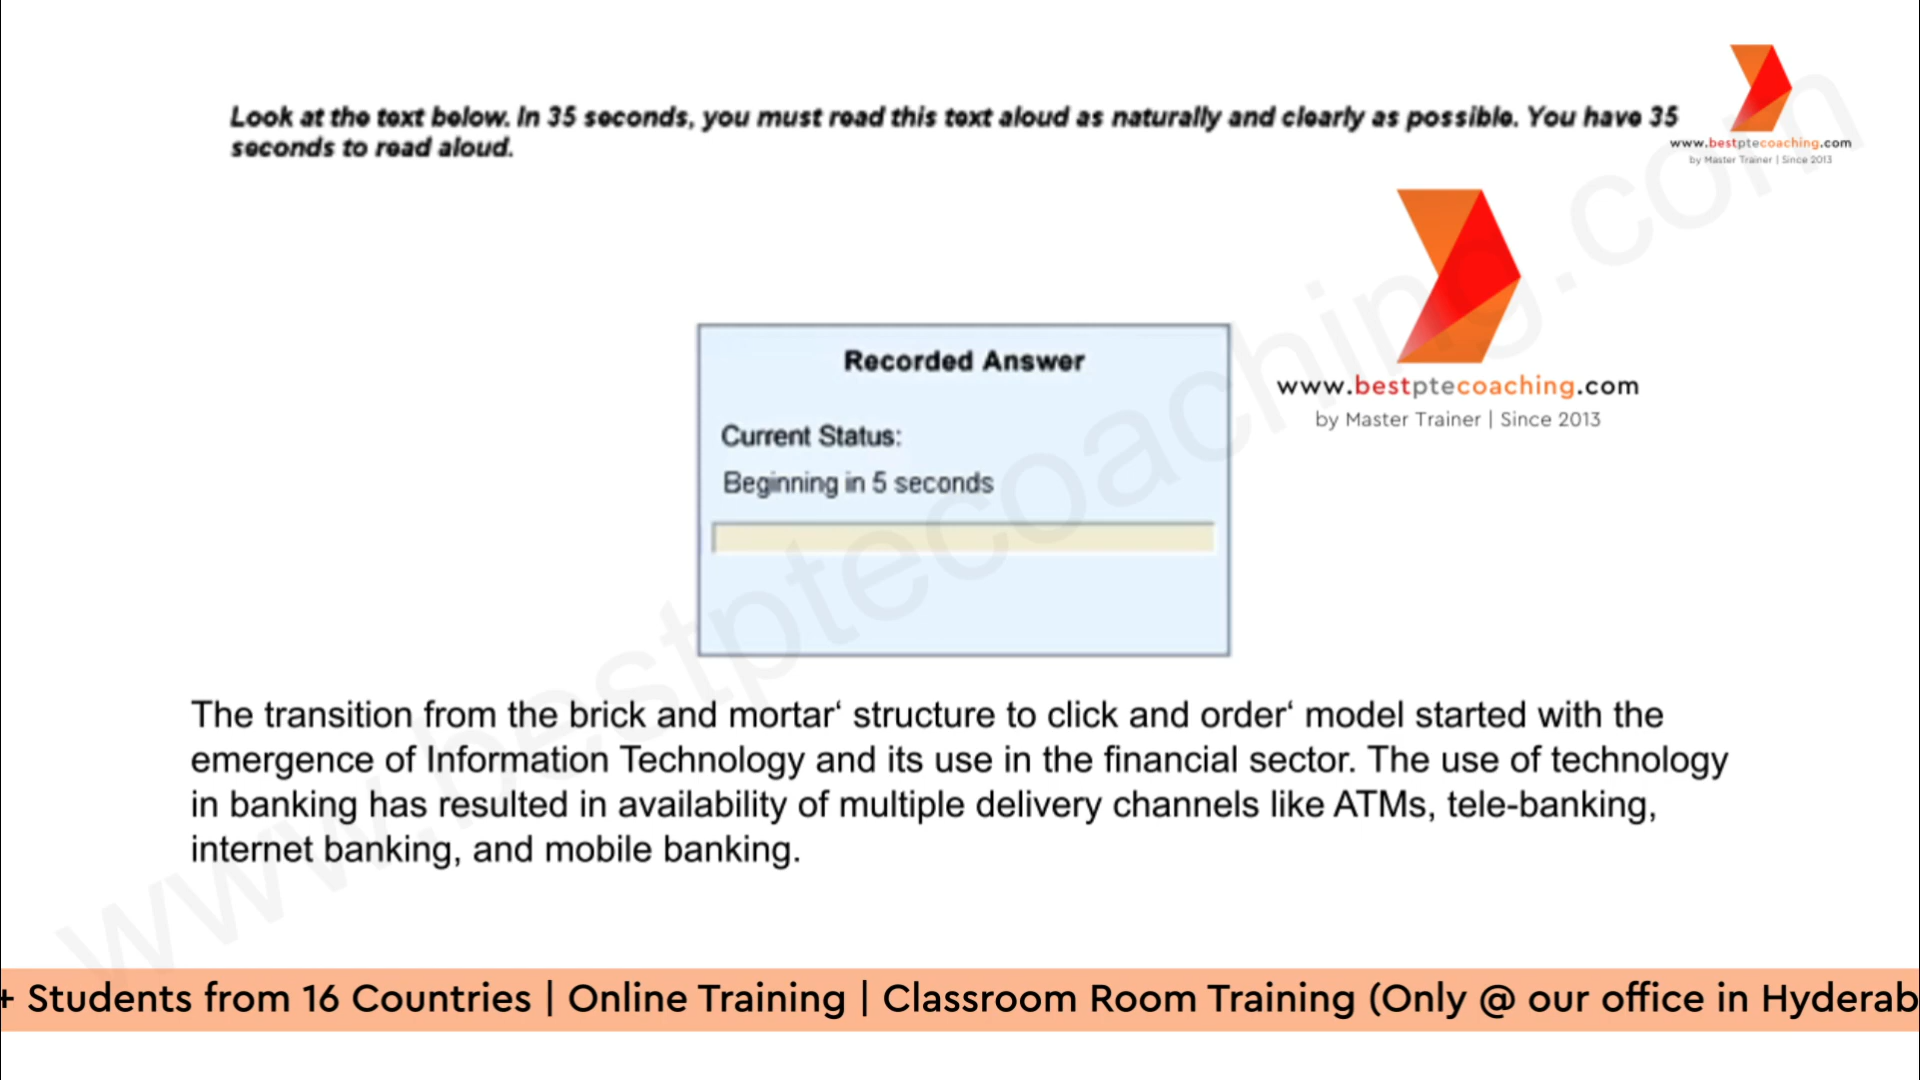 Look at the text below. In 35 seconds, you must read this text aloud as naturally and clearly as possible. You have 35
seconds to read aloud.
www.bestptecoaching.com
by Master Trainer | Since 2013
www.bestptecoaching.com
by Master Trainer | Since 2013
Recorded Answer
Current Status:
Beginning in 5 seconds
www.bestptecoaching.com
The transition from the brick and mortar‘ structure to click and order‘ model started with the
emergence of Information Technology and its use in the financial sector. The use of technology
in banking has resulted in availability of multiple delivery channels like ATMs, tele-banking,
internet banking, and mobile banking.
+ Students from 16 Countries | Online Training | Classroom Room Training (Only @ our office in Hyderab